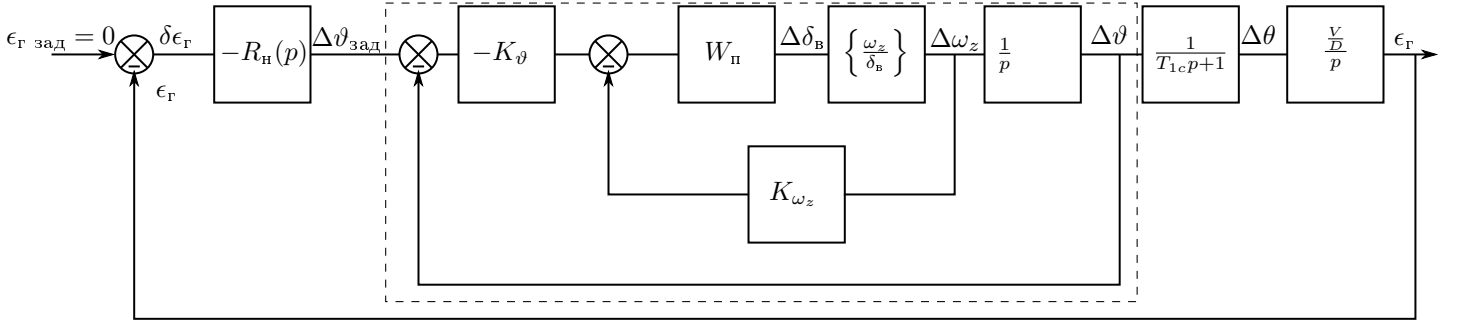 ϵг зад = 0
δϵг
−Rн(p)
Δϑзад
−Kϑ
Wп
Δδв
{ωz/δв}
Δωz
1/p
Δϑ
1/(T1cp+1)
Δθ
(V/D)/p
ϵг
ϵг
Kωz